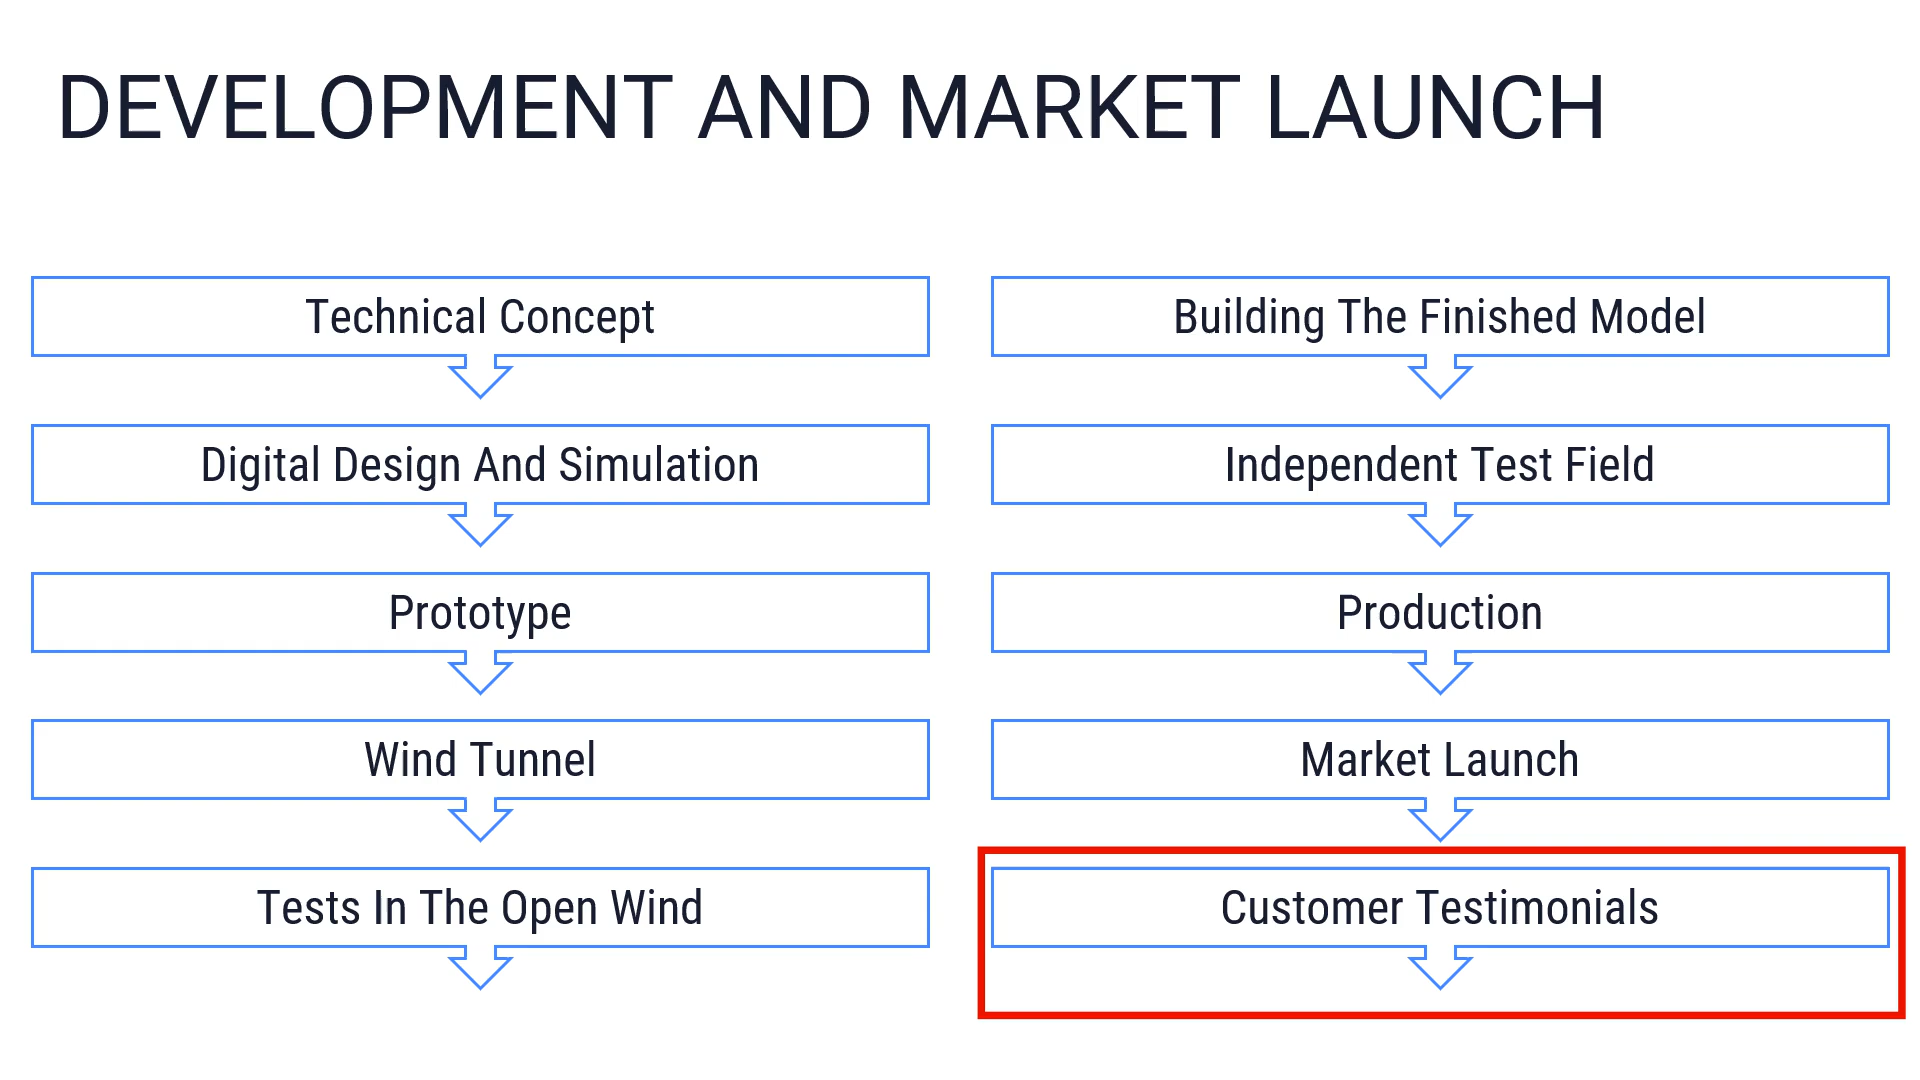 DEVELOPMENT AND MARKET LAUNCH
Technical Concept
Digital Design And Simulation
Prototype
Wind Tunnel
Tests In The Open Wind
Building The Finished Model
Independent Test Field
Production
Market Launch
Customer Testimonials